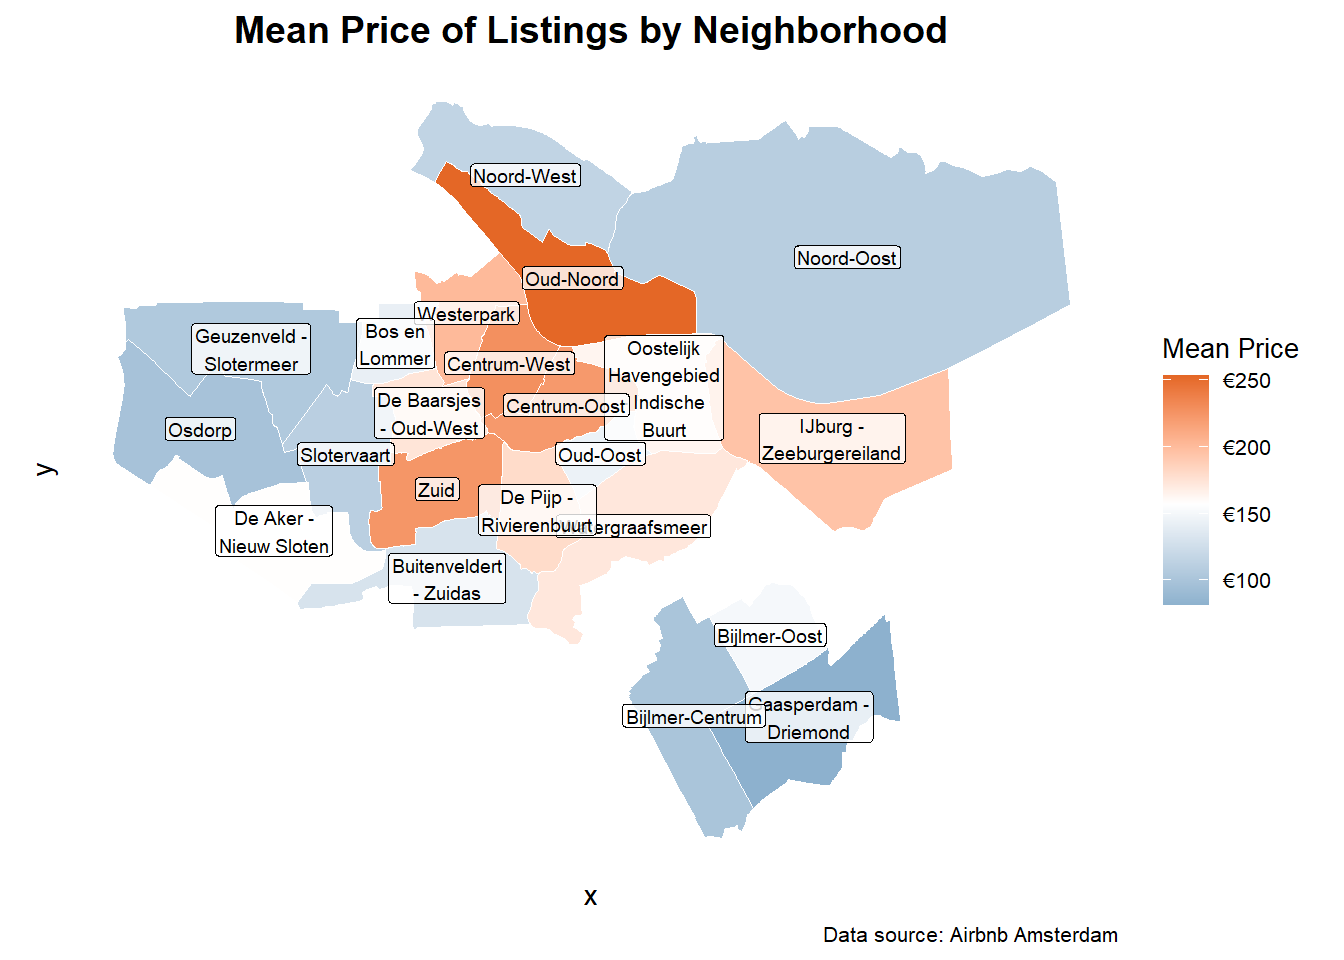 Mean Price of Listings by Neighborhood
Noord-West
Noord-Oost
Oud-Noord
Westerpark
Geuzenveld -
Slotermeer
Bos en
Lommer
Centrum-West
Oostelijk
Havengebied
- Indische
Buurt
De Baarsjes
- Oud-West
Centrum-Oost
Osdorp
IJburg -
Zeeburgereiland
Slotervaart
Oud-Oost
Zuid
De Pijp -
Rivierenbuurt
Watergraafsmeer
De Aker -
Nieuw Sloten
Buitenveldert
- Zuidas
Bijlmer-Oost
Gaasperdam -
Driemond
Bijlmer-Centrum
Mean Price
€250
€200
€150
€100
y
x
Data source: Airbnb Amsterdam